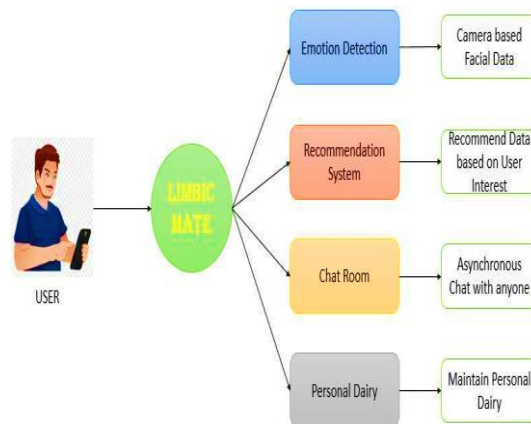 Emotion Detection
Camera based
Facial Data
Recommendation
System
Recommend Data
based on User
Interest
LIMBIC
MATE
USER
Chat Room
Asynchronous
Chat with anyone
Personal Dairy
Maintain Personal
Dairy